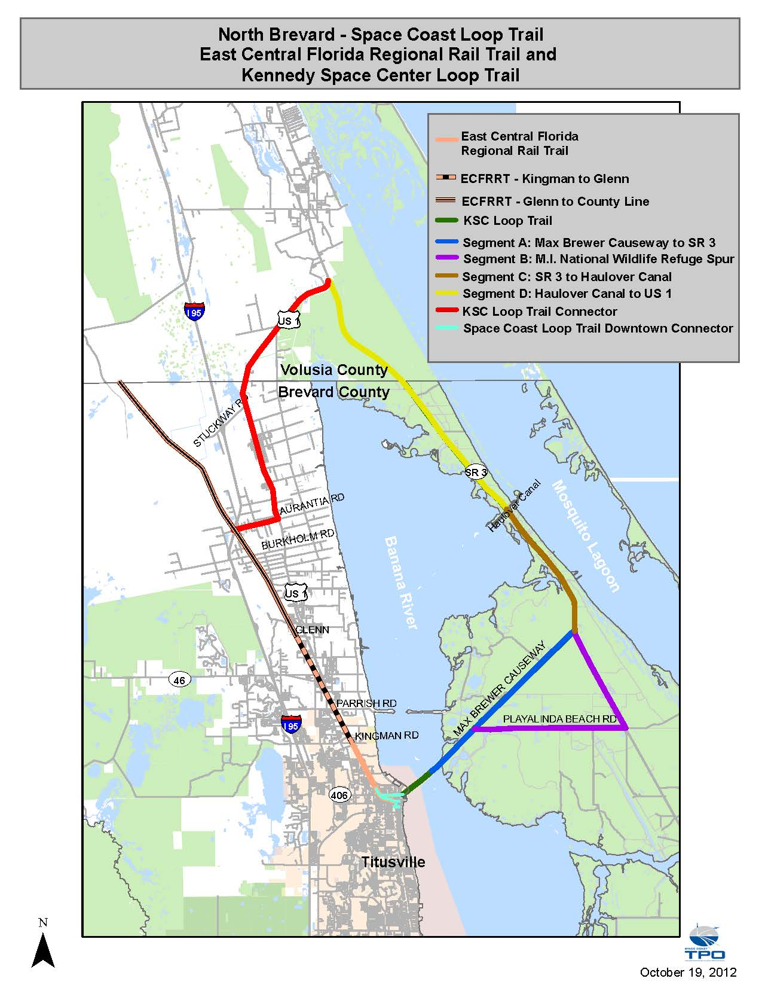 North Brevard - Space Coast Loop Trail
East Central Florida Regional Rail Trail and
Kennedy Space Center Loop Trail
East Central Florida
Regional Rail Trail
ECFRRT - Kingman to Glenn
ECFRRT - Glenn to County Line
KSC Loop Trail
Segment A: Max Brewer Causeway to SR 3
Segment B: M.I. National Wildlife Refuge Spur
Segment C: SR 3 to Haulover Canal
Segment D: Haulover Canal to US 1
KSC Loop Trail Connector
Space Coast Loop Trail Downtown Connector
I 95
US 1
Volusia County
Brevard County
STUCKWAY RD
SR 3
Haulover Canal
Mosquito Lagoon
AURANTIA RD
BURKHOLM RD
Banana River
US 1
GLENN
MAX BREWER CAUSEWAY
46
PARRISH RD
PLAYALINDA BEACH RD
I 95
KINGMAN RD
406
Titusville
N
SPACE COAST
TPO
October 19, 2012